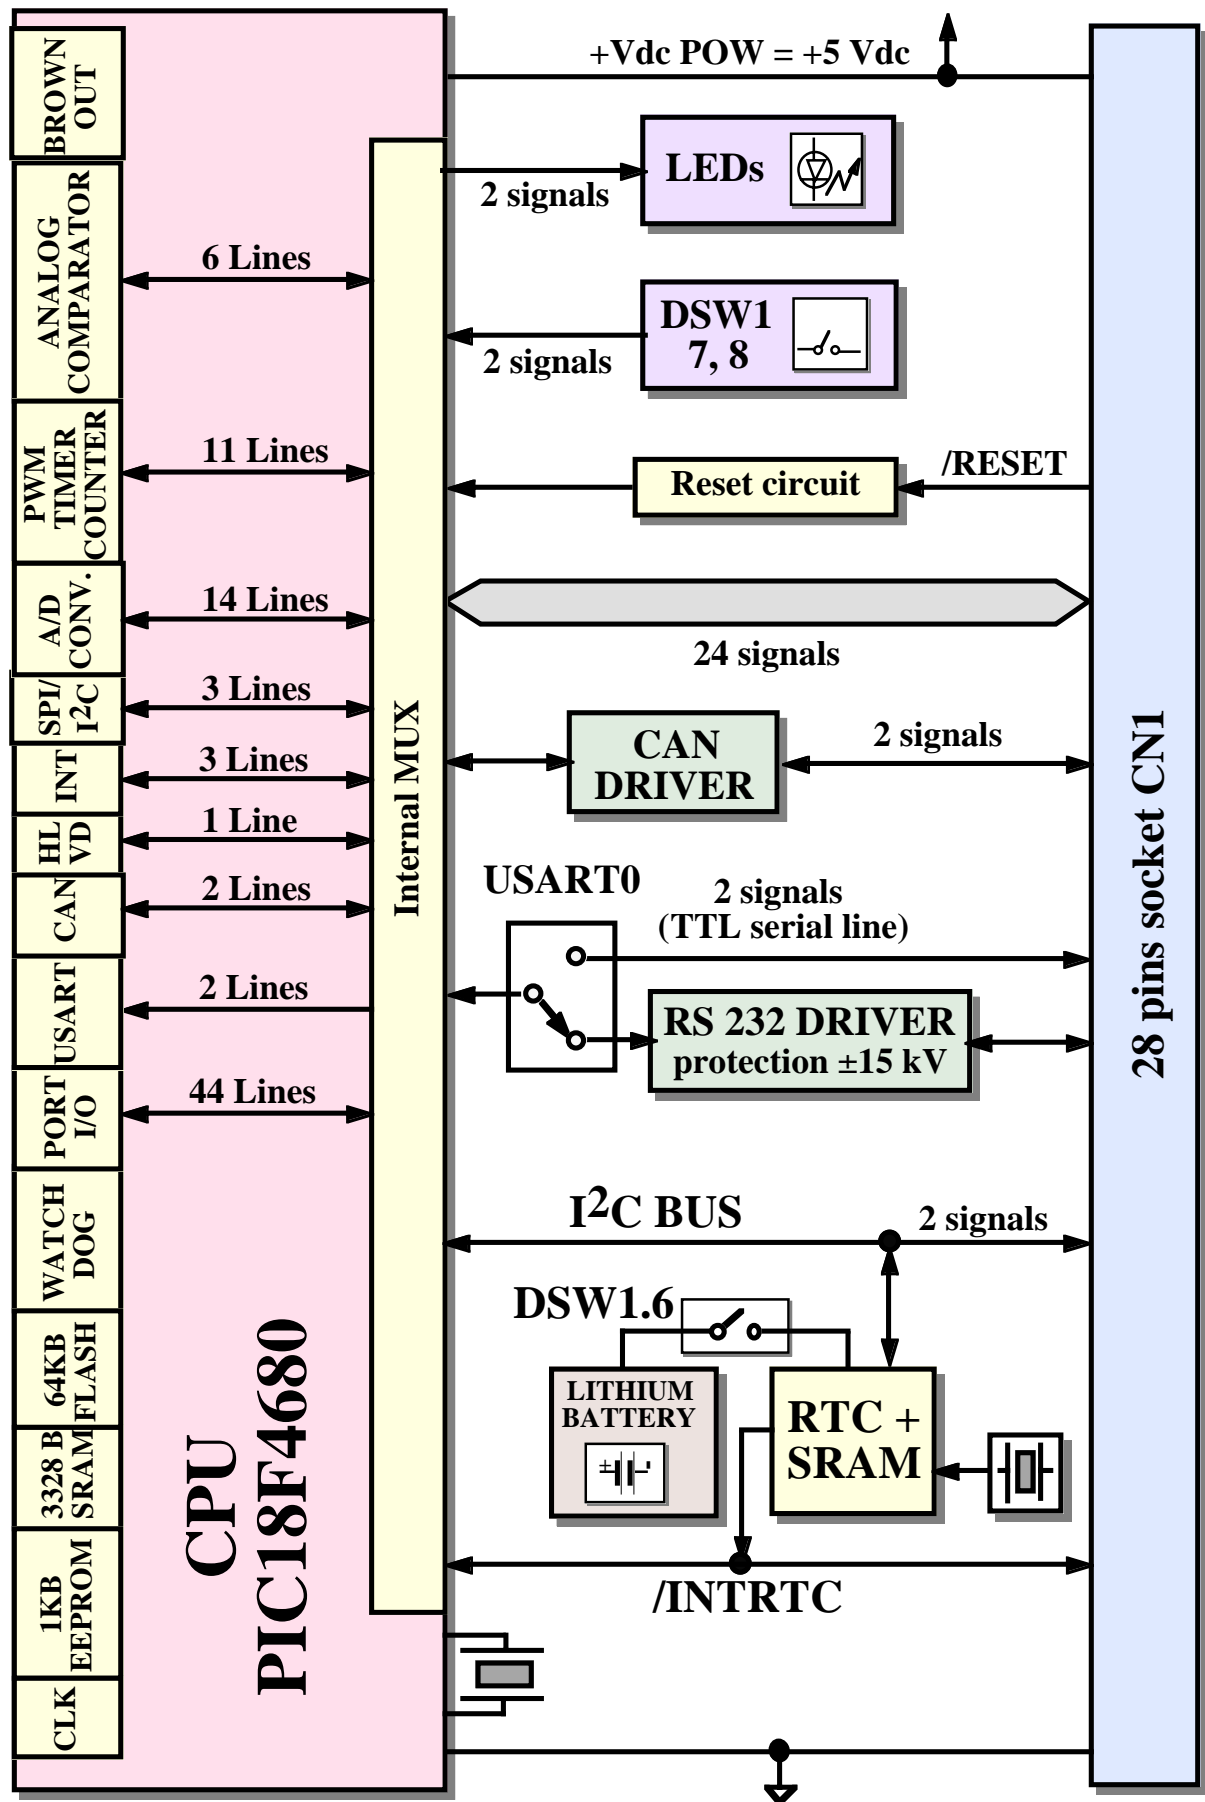 BROWN
OUT
ANALOG
COMPARATOR
PWM
TIMER
COUNTER
A/D
CONV.
SPI/
I2C
INT
HL
VD
CAN
USART
PORT
I/O
WATCH
DOG
64KB
FLASH
3328 B
SRAM
1KB
EEPROM
CLK
6 Lines
11 Lines
14 Lines
3 Lines
3 Lines
1 Line
2 Lines
2 Lines
44 Lines
CPU
PIC18F4680
Internal MUX
+Vdc POW = +5 Vdc
LEDs
2 signals
DSW1
7, 8
2 signals
/RESET
Reset circuit
24 signals
CAN
DRIVER
2 signals
USART0
2 signals
(TTL serial line)
RS 232 DRIVER
protection ±15 kV
I2C BUS
2 signals
DSW1.6
LITHIUM
BATTERY
±
RTC +
SRAM
/INTRTC
28 pins socket CN1